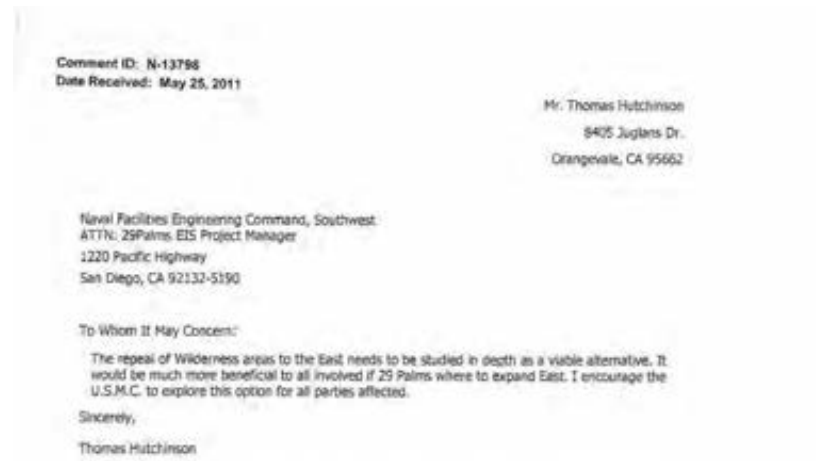 Comment ID: N-13798
Date Received: May 25, 2011
Mr. Thomas Hutchinson
8405 Juglans Dr.
Orangevale, CA 95662
Naval Facilities Engineering Command, Southwest
ATTN: 29Palms EIS Project Manager
1220 Pacific Highway
San Diego, CA 92132-5190
To Whom It May Concern:
The repeal of Wilderness areas to the East needs to be studied in depth as a viable alternative. It
would be much more beneficial to all involved if 29 Palms where to expand East. I encourage the
U.S.M.C. to explore this option for all parties affected.
Sincerely,
Thomas Hutchinson